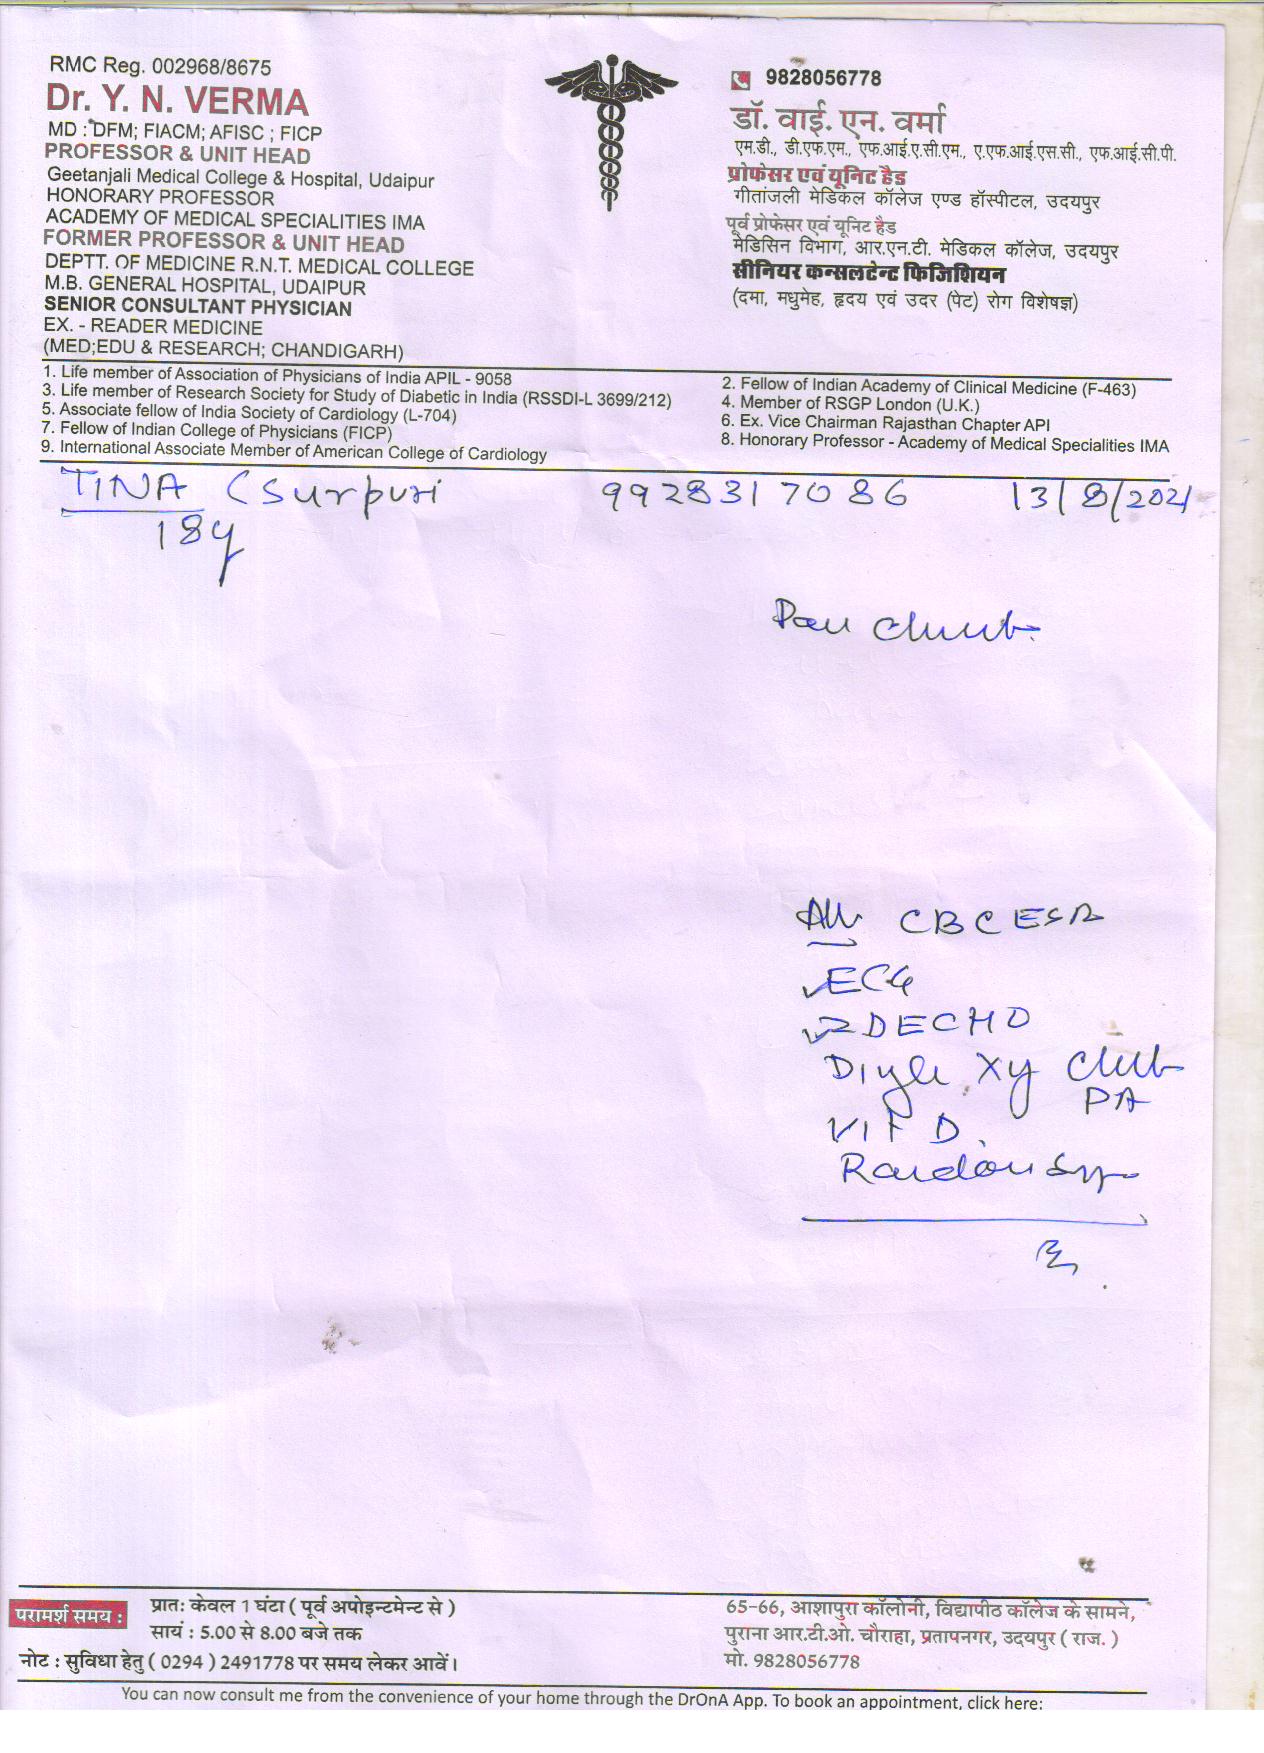 RMC Reg. 002968/8675
Dr. Y. N. VERMA
MD : DFM; FIACM; AFISC ; FICP
PROFESSOR & UNIT HEAD
Geetanjali Medical College & Hospital, Udaipur
HONORARY PROFESSOR
ACADEMY OF MEDICAL SPECIALITIES IMA
FORMER PROFESSOR & UNIT HEAD
DEPTT. OF MEDICINE R.N.T. MEDICAL COLLEGE
M.B. GENERAL HOSPITAL, UDAIPUR
SENIOR CONSULTANT PHYSICIAN
EX. - READER MEDICINE
(MED;EDU & RESEARCH; CHANDIGARH)
9828056778
डॉ. वाई. एन. वर्मा
एम.डी., डी.एफ.एम., एफ.आई.ए.सी.एम., ए.एफ.आई.एस.सी., एफ.आई.सी.पी.
प्रोफेसर एवं यूनिट हैड
गीतांजली मेडिकल कॉलेज एण्ड हॉस्पीटल, उदयपुर
पूर्व प्रोफेसर एवं यूनिट हैड
मेडिसिन विभाग, आर.एन.टी. मेडिकल कॉलेज, उदयपुर
सीनियर कन्सलटेन्ट फिजिशियन
(दमा, मधुमेह, हृदय एवं उदर (पेट) रोग विशेषज्ञ)
1. Life member of Association of Physicians of India APIL - 9058
2. Fellow of Indian Academy of Clinical Medicine (F-463)
3. Life member of Research Society for Study of Diabetic in India (RSSDI-L 3699/212)
4. Member of RSGP London (U.K.)
5. Associate fellow of India Society of Cardiology (L-704)
6. Ex. Vice Chairman Rajasthan Chapter API
7. Fellow of Indian College of Physicians (FICP)
8. Honorary Professor - Academy of Medical Specialities IMA
9. International Associate Member of American College of Cardiology
TINA (Surpuri 9928317086 13/8/2021
18y
CBC ESR
ECG
2DECHO
PA
VIT D.
परामर्श समय :
प्रात: केवल 1 घंटा ( पूर्व अपोइन्टमेन्ट से )
सायं : 5.00 से 8.00 बजे तक
नोट : सुविधा हेतु ( 0294 ) 2491778 पर समय लेकर आवें।
65-66, आशापुरा कॉलोनी, विद्यापीठ कॉलेज के सामने,
पुराना आर.टी.ओ. चौराहा, प्रतापनगर, उदयपुर ( राज. )
मो. 9828056778
You can now consult me from the convenience of your home through the DrOnA App. To book an appointment, click here: